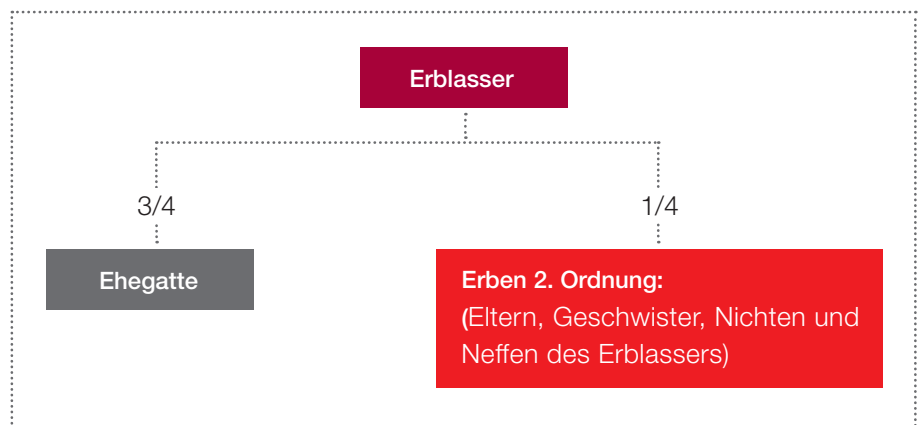 Erblasser
3/4
1/4
Ehegatte
Erben 2. Ordnung:
(Eltern, Geschwister, Nichten und
Neffen des Erblassers)